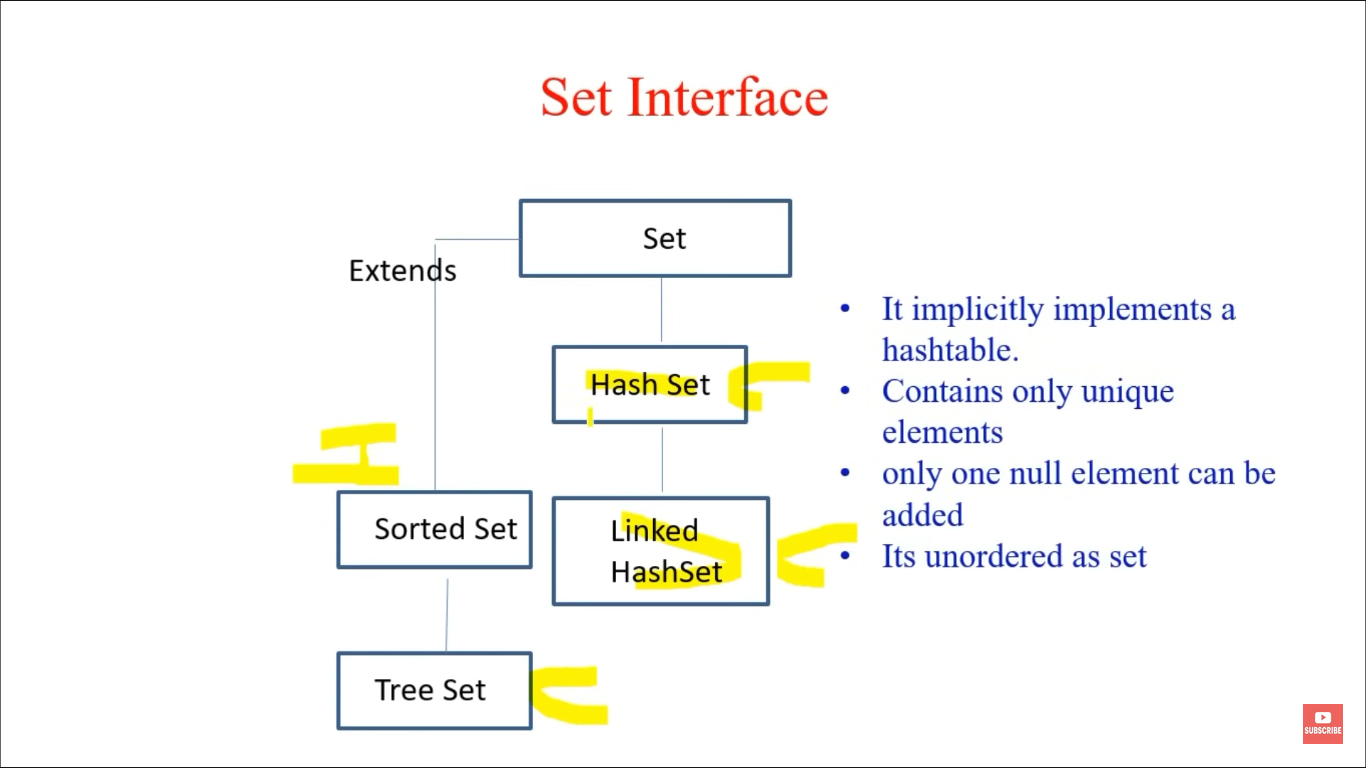 Set Interface
Set
Extends
Hash Set
Sorted Set
Linked
HashSet
Tree Set
• It implicitly implements a
hashtable.
• Contains only unique
elements
• only one null element can be
added
• Its unordered as set
SUBSCRIBE